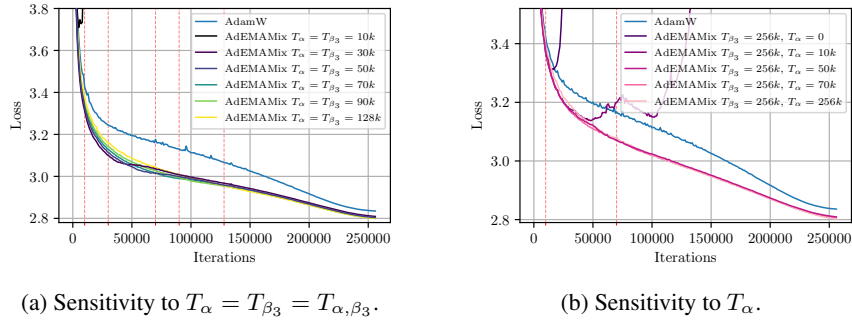 3.8
3.6
3.4
3.2
3.0
2.8
Loss
0
50000
100000
150000
200000
250000
Iterations
AdamW
AdEMAMix T_α = T_β₃ = 10k
AdEMAMix T_α = T_β₃ = 30k
AdEMAMix T_α = T_β₃ = 50k
AdEMAMix T_α = T_β₃ = 70k
AdEMAMix T_α = T_β₃ = 90k
AdEMAMix T_α = T_β₃ = 128k
(a) Sensitivity to T_α = T_β₃ = T_α,β₃.
3.4
3.2
3.0
2.8
Loss
0
50000
100000
150000
200000
250000
Iterations
AdamW
AdEMAMix T_β₃ = 256k, T_α = 0
AdEMAMix T_β₃ = 256k, T_α = 10k
AdEMAMix T_β₃ = 256k, T_α = 50k
AdEMAMix T_β₃ = 256k, T_α = 70k
AdEMAMix T_β₃ = 256k, T_α = 256k
(b) Sensitivity to T_α.